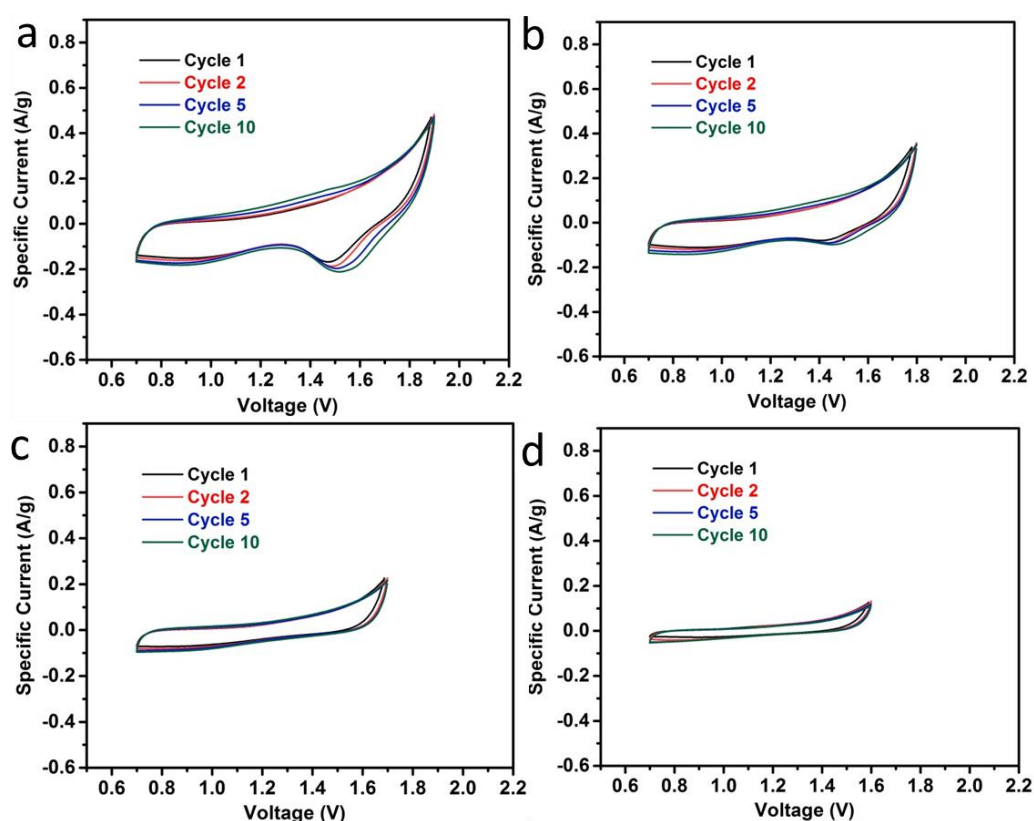 a
Cycle 1
Cycle 2
Cycle 5
Cycle 10
0.8
0.6
0.4
0.2
0.0
-0.2
-0.4
-0.6
Specific Current (A/g)
0.6 0.8 1.0 1.2 1.4 1.6 1.8 2.0 2.2
Voltage (V)
b
Cycle 1
Cycle 2
Cycle 5
Cycle 10
0.8
0.6
0.4
0.2
0.0
-0.2
-0.4
-0.6
Specific Current (A/g)
0.6 0.8 1.0 1.2 1.4 1.6 1.8 2.0 2.2
Voltage (V)
c
Cycle 1
Cycle 2
Cycle 5
Cycle 10
0.8
0.6
0.4
0.2
0.0
-0.2
-0.4
-0.6
Specific Current (A/g)
0.6 0.8 1.0 1.2 1.4 1.6 1.8 2.0 2.2
Voltage (V)
d
Cycle 1
Cycle 2
Cycle 5
Cycle 10
0.8
0.6
0.4
0.2
0.0
-0.2
-0.4
-0.6
Specific Current (A/g)
0.6 0.8 1.0 1.2 1.4 1.6 1.8 2.0 2.2
Voltage (V)